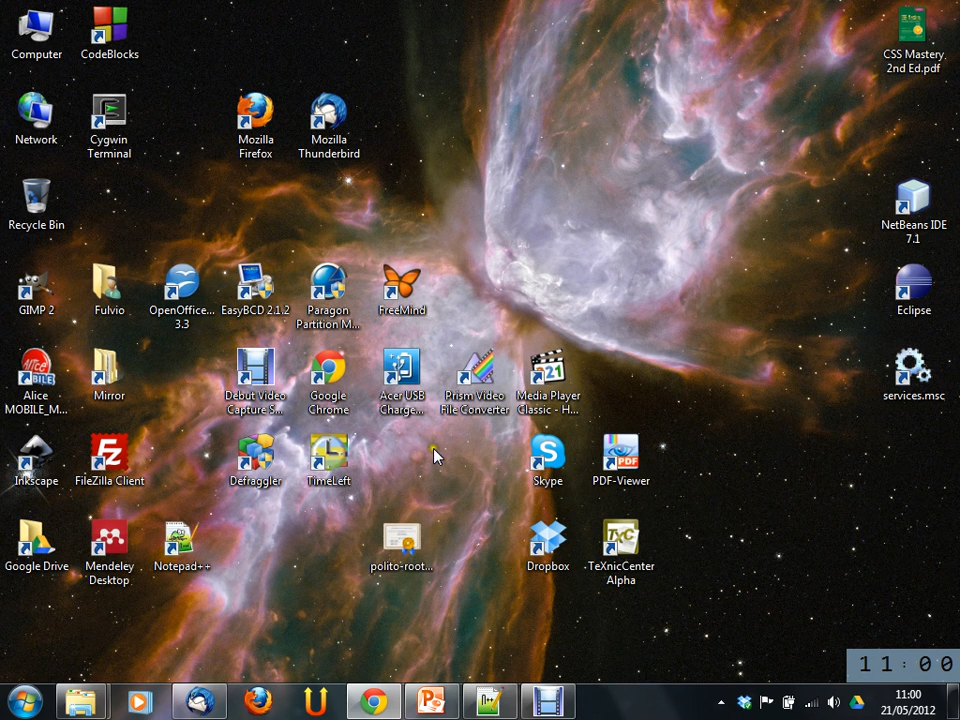 Computer
CodeBlocks
CSS Mastery
2nd Ed.pdf
Network
Cygwin
Terminal
Mozilla
Firefox
Mozilla
Thunderbird
Recycle Bin
NetBeans IDE
7.1
GIMP 2
Fulvio
OpenOffice...
3.3
EasyBCD 2.1.2
Paragon
Partition M...
FreeMind
Eclipse
Alice
MOBILE_M...
Mirror
Debut Video
Capture S...
Google
Chrome
Acer USB
Charge...
Prism Video
File Converter
321
Media Player
Classic - H...
services.msc
Inkscape
FZ
FileZilla Client
Defraggler
TimeLeft
S
Skype
PDF
PDF-Viewer
Google Drive
Mendeley
Desktop
Notepad++
polito-root...
Dropbox
TXC
TeXnicCenter
Alpha
11:00
11:00
21/05/2012